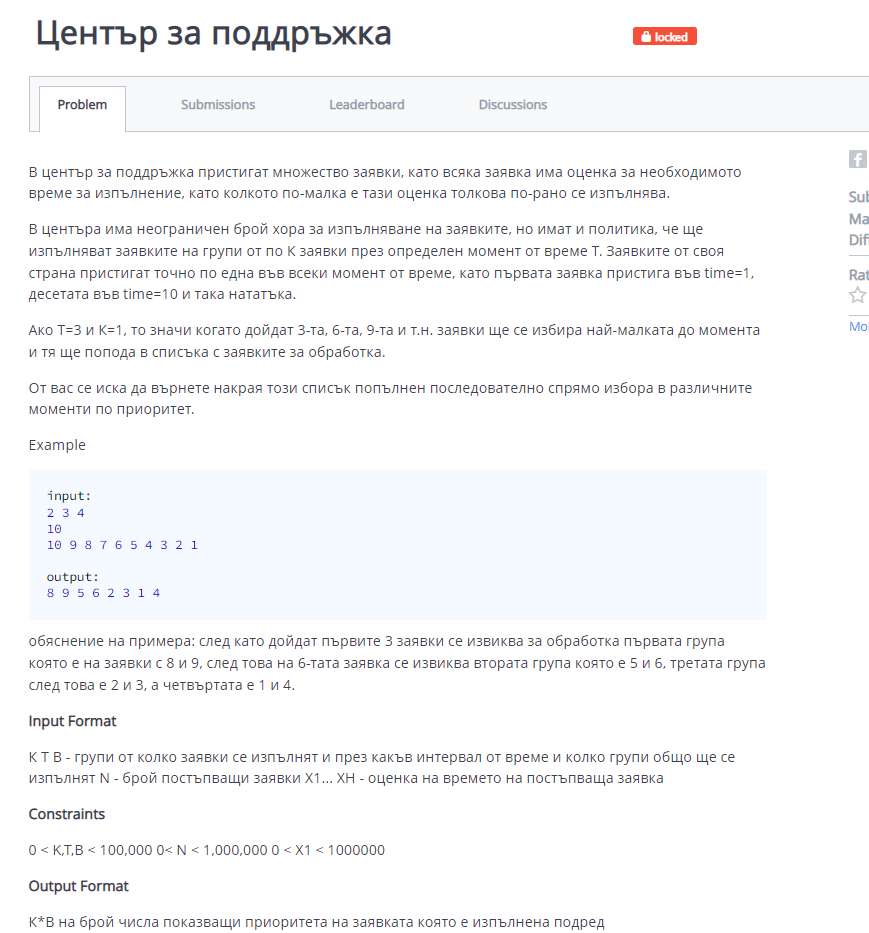 Център за поддръжка
locked
Problem
Submissions
Leaderboard
Discussions
В център за поддръжка пристигат множество заявки, като всяка заявка има оценка за необходимото
време за изпълнение, като колкото по-малка е тази оценка толкова по-рано се изпълнява.
В центъра има неограничен брой хора за изпълняване на заявките, но имат и политика, че ще
изпълняват заявките на групи от по К заявки през определен момент от време Т. Заявките от своя
страна пристигат точно по една във всеки момент от време, като първата заявка пристига във time=1,
десетата във time=10 и така нататъка.
Ако Т=3 и К=1, то значи когато дойдат 3-та, 6-та, 9-та и т.н. заявки ще се избира най-малката до момента
и тя ще попода в списъка с заявките за обработка.
От вас се иска да върнете накрая този списък попълнен последователно спрямо избора в различните
моменти по приоритет.
Example
input:
2 3 4
10
10 9 8 7 6 5 4 3 2 1
output:
8 9 5 6 2 3 1 4
обяснение на примера: след като дойдат първите 3 заявки се извиква за обработка първата група
която е на заявки с 8 и 9, след това на 6-тата заявка се извиква втората група която е 5 и 6, третата група
след това е 2 и 3, а четвъртата е 1 и 4.
Input Format
К Т В - групи от колко заявки се изпълнят и през какъв интервал от време и колко групи общо ще се
изпълнят N - брой постъпващи заявки X1... XН - оценка на времето на постъпваща заявка
Constraints
0 < K,T,B < 100,000 0< N < 1,000,000 0 < X1 < 1000000
Output Format
К*В на брой числа показващи приоритета на заявката която е изпълнена подред
Sub
Ma
Dif
Rat
Mo